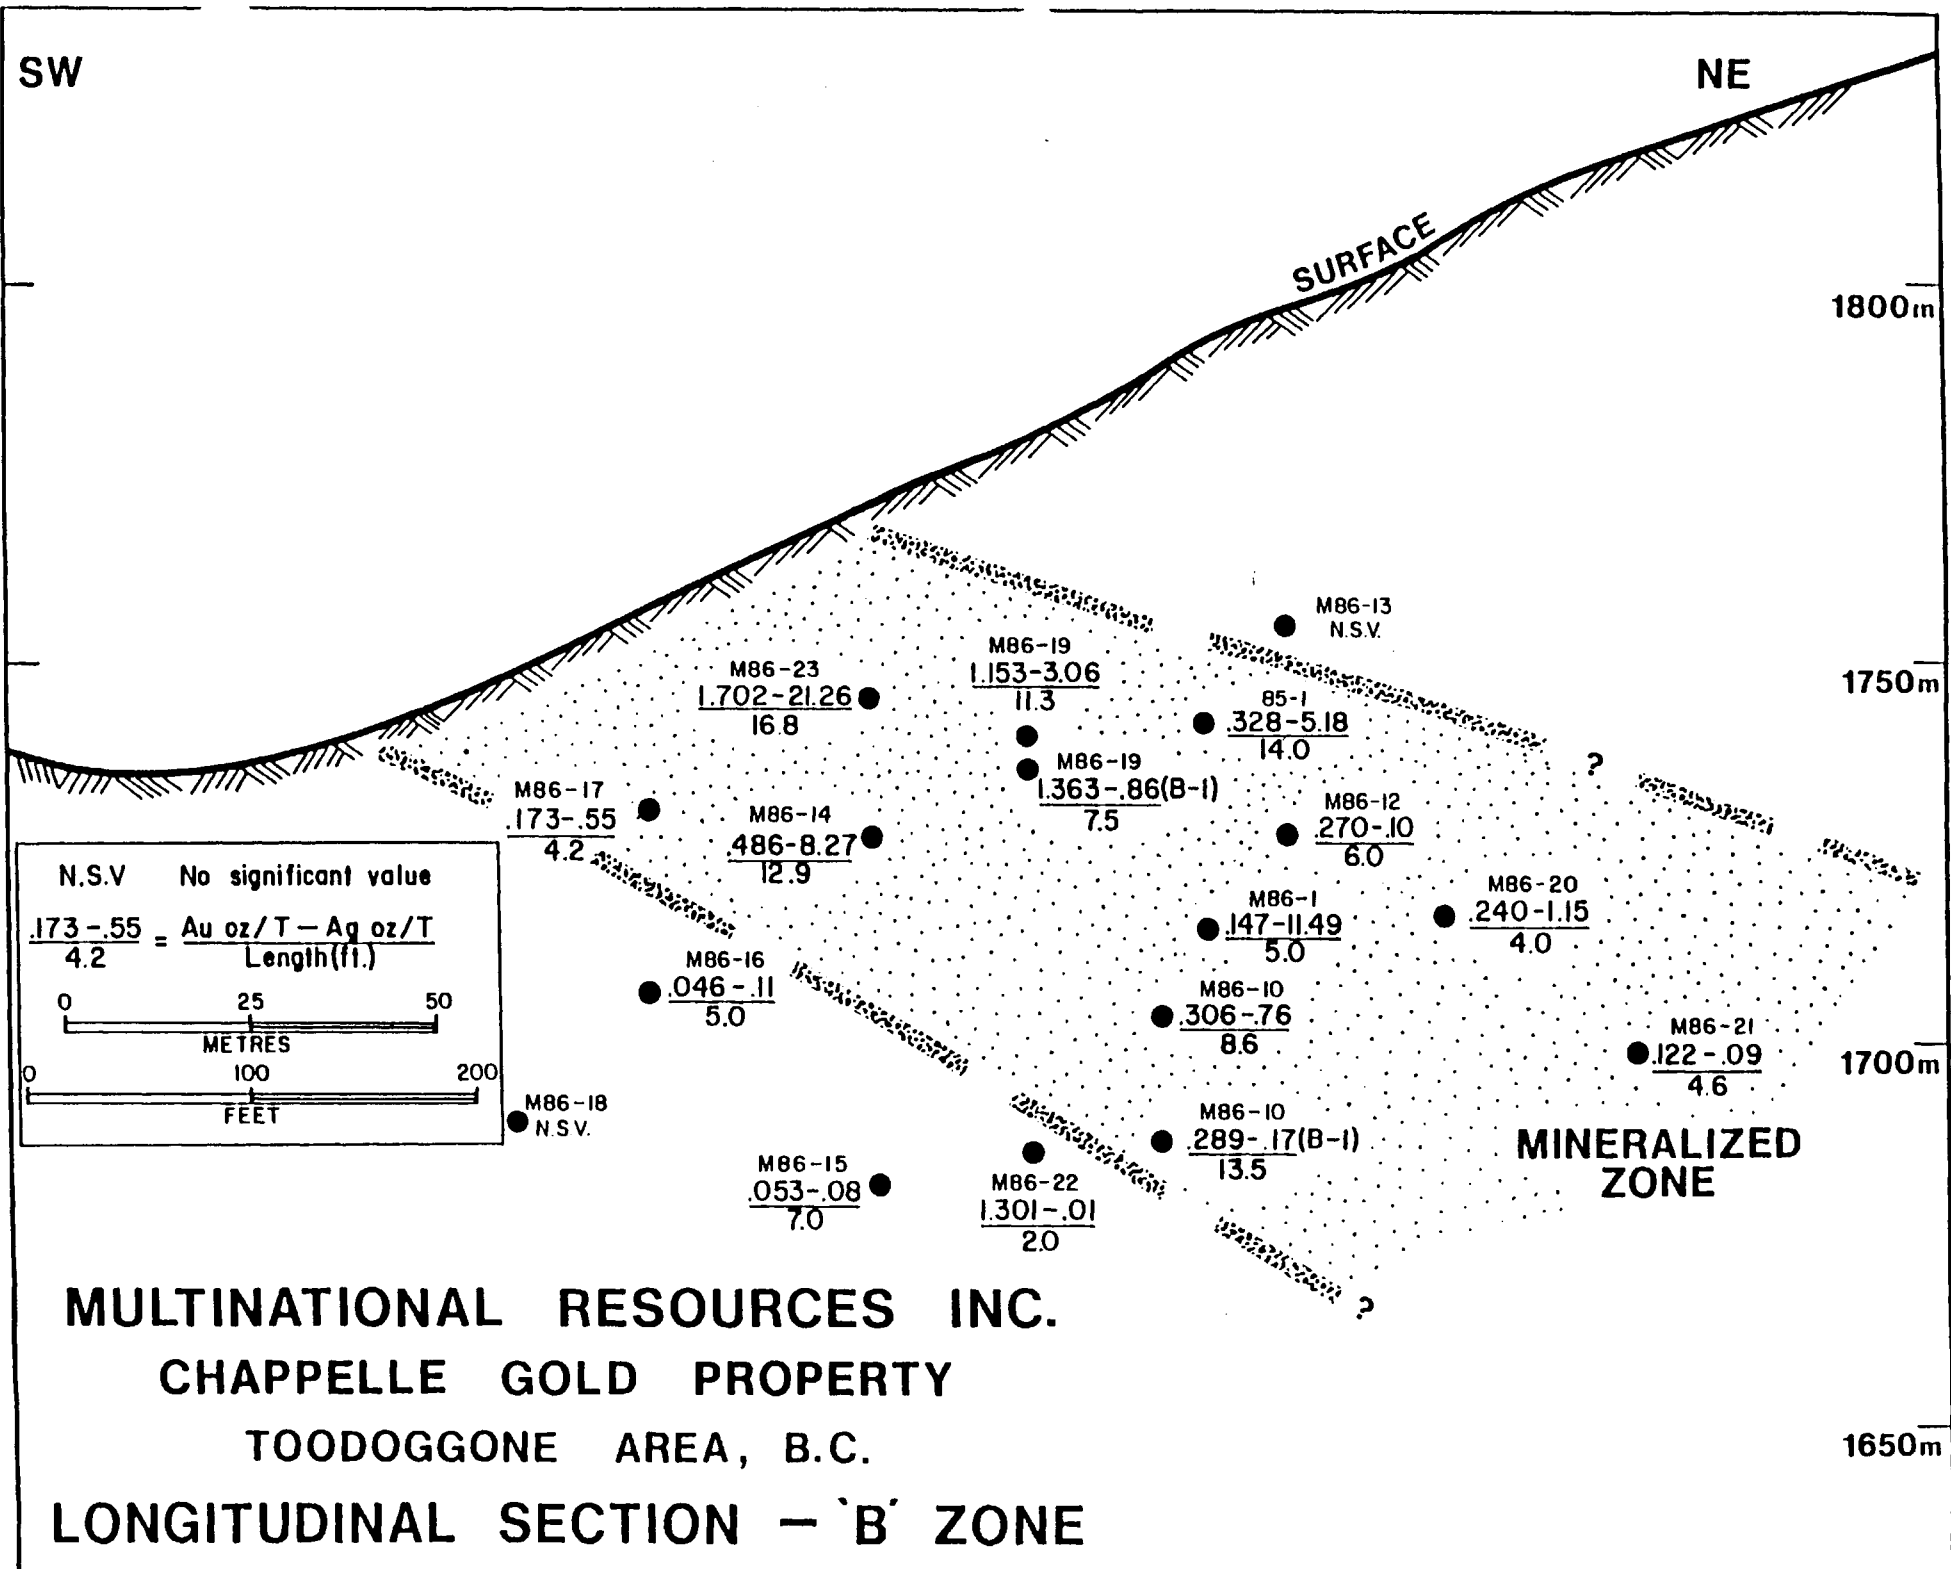 SW
NE
SURFACE
1800m
M86-13
N.S.V.
M86-19
1.153-3.06
11.3
M86-23
1.702-21.26
16.8
1750m
85-1
.328-5.18
14.0
M86-19
1.363-.86(B-1)
7.5
?
M86-17
.173-.55
4.2
M86-14
.486-8.27
12.9
M86-12
.270-.10
6.0
N.S.V No significant value
.173-.55 = Au oz/T - Ag oz/T
4.2 Length(ft.)
0 25 50
METRES
0 100 200
FEET
M86-1
.147-11.49
5.0
M86-20
.240-1.15
4.0
M86-16
.046-.11
5.0
M86-10
.306-.76
8.6
M86-21
.122-.09
4.6
1700m
M86-18
N.S.V.
M86-10
.289-.17(B-1)
13.5
M86-15
.053-.08
7.0
M86-22
1.301-.01
2.0
MINERALIZED
ZONE
?
MULTINATIONAL RESOURCES INC.
CHAPPELLE GOLD PROPERTY
TOODOGGONE AREA, B.C.
1650m
LONGITUDINAL SECTION - 'B' ZONE